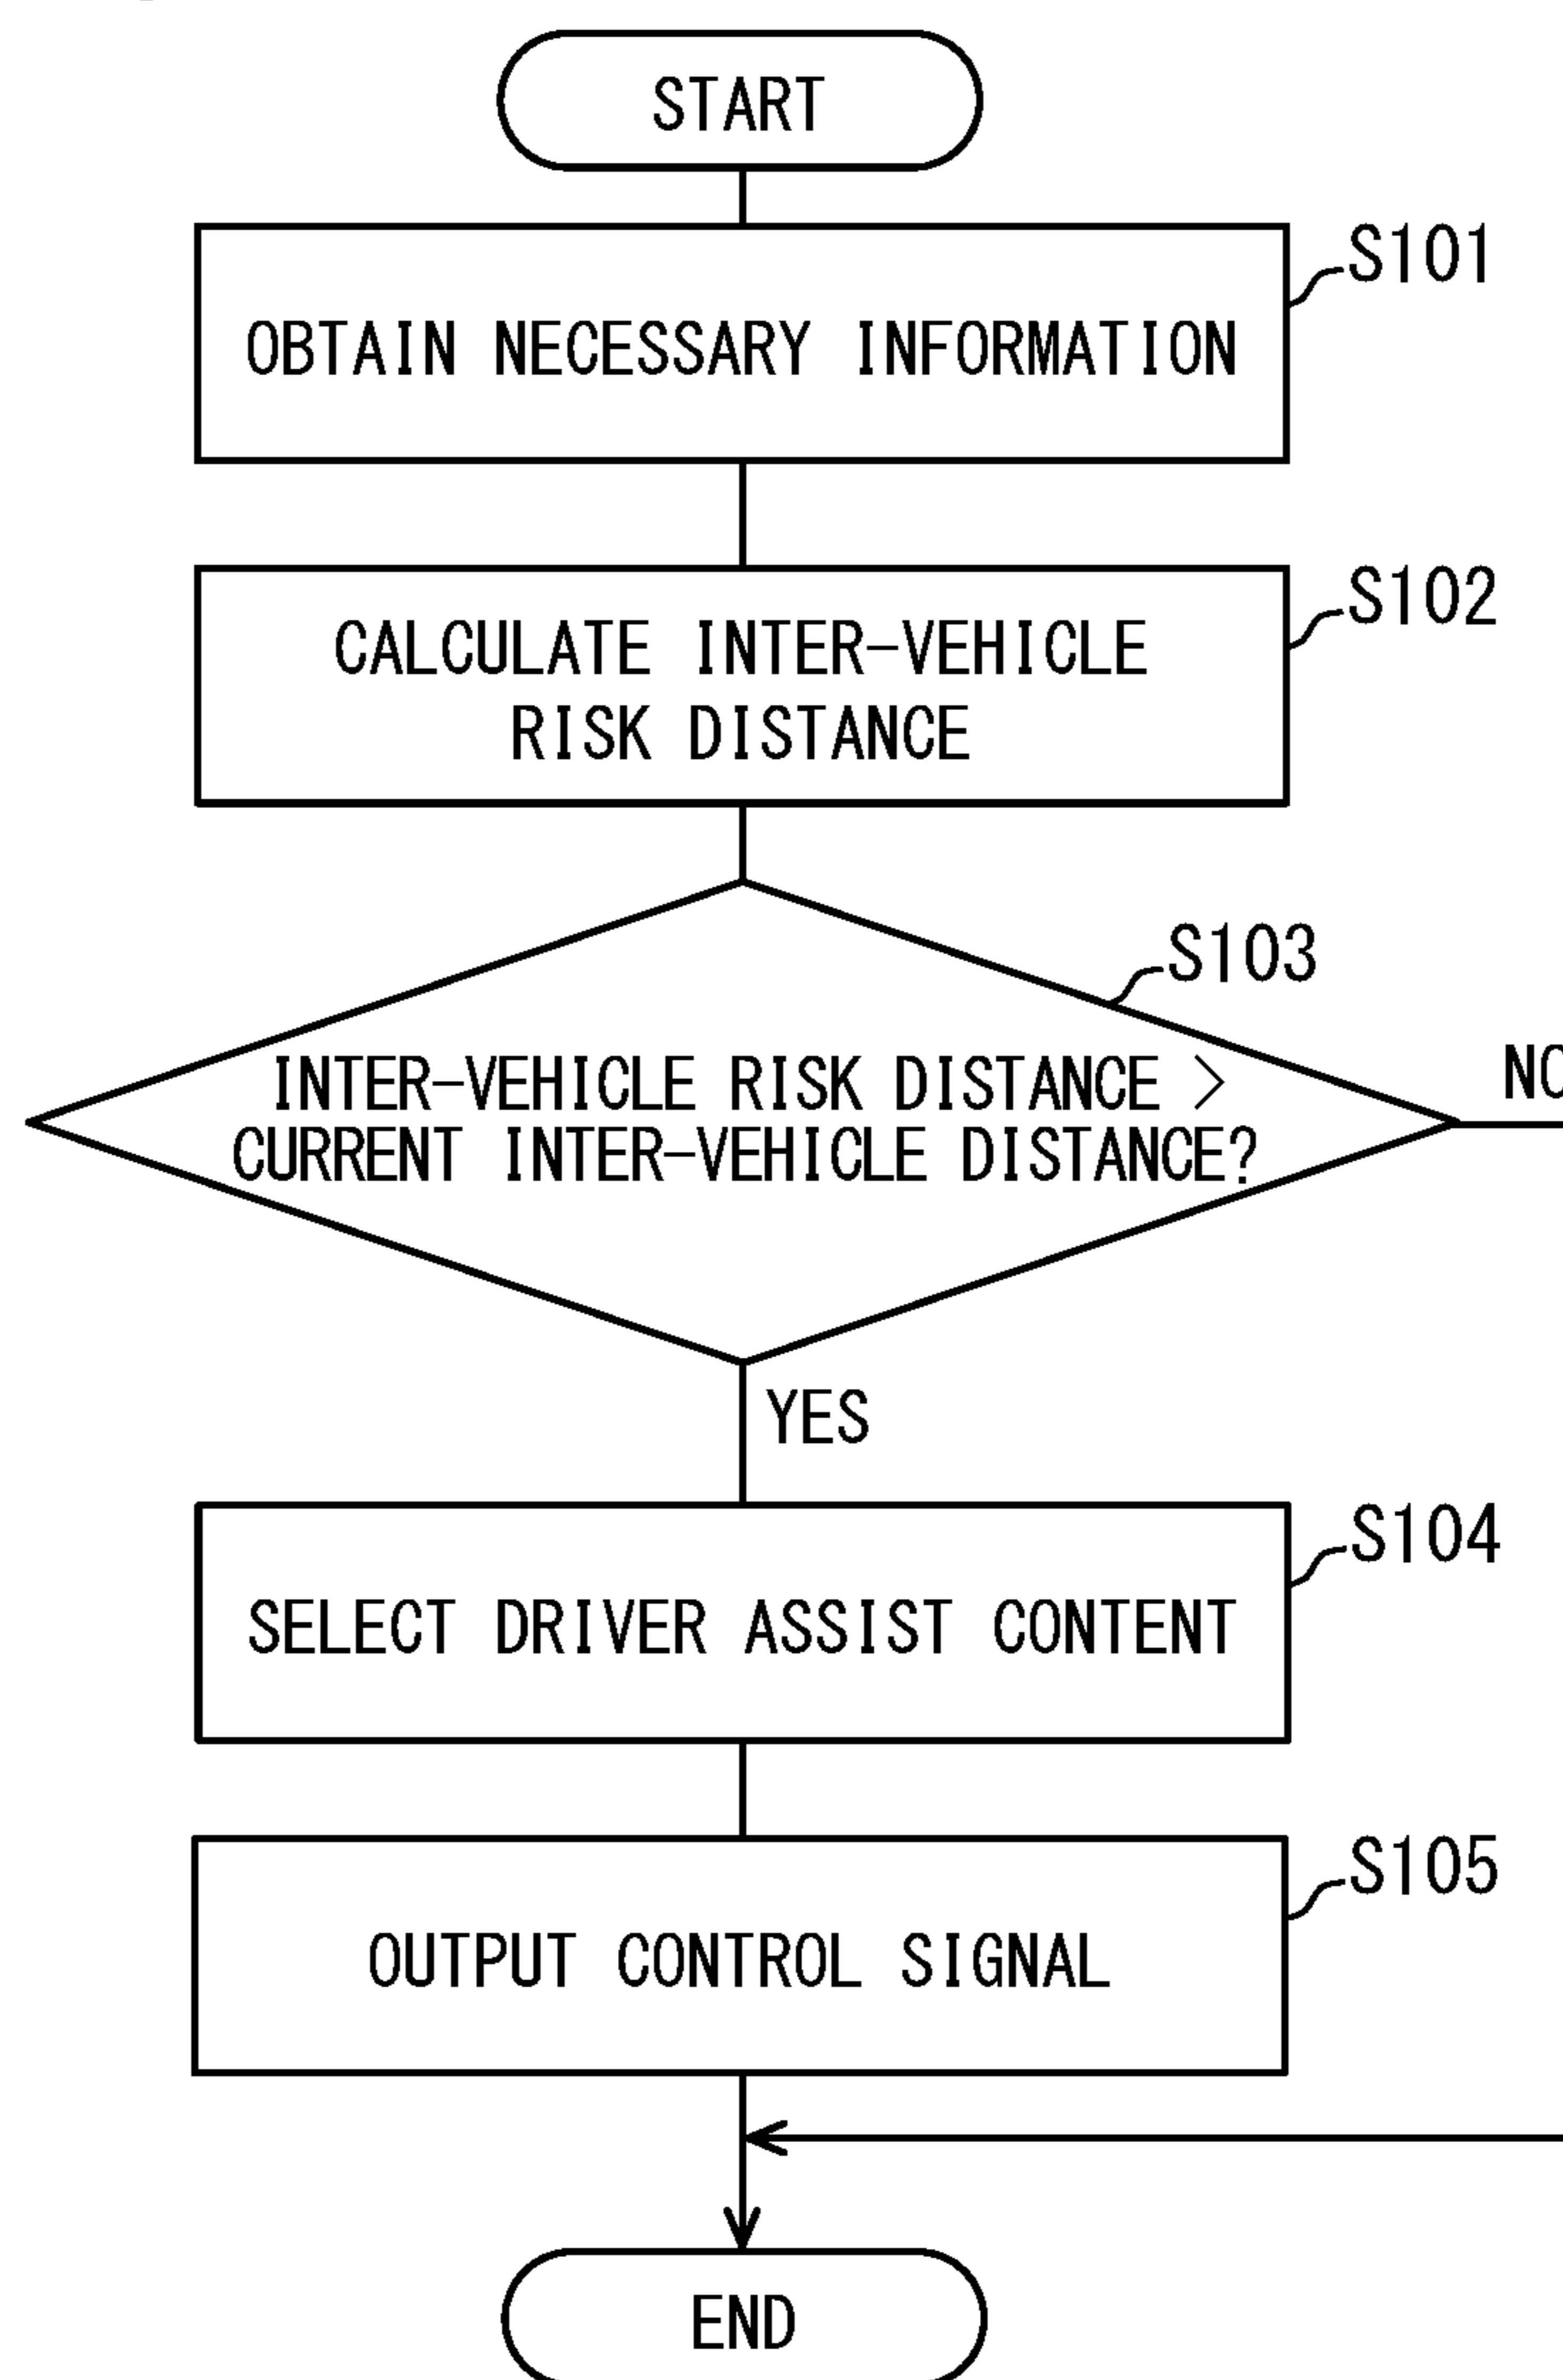 START
S101
OBTAIN NECESSARY INFORMATION
S102
CALCULATE INTER-VEHICLE
RISK DISTANCE
S103
INTER-VEHICLE RISK DISTANCE >
CURRENT INTER-VEHICLE DISTANCE?
NO
YES
S104
SELECT DRIVER ASSIST CONTENT
S105
OUTPUT CONTROL SIGNAL
END